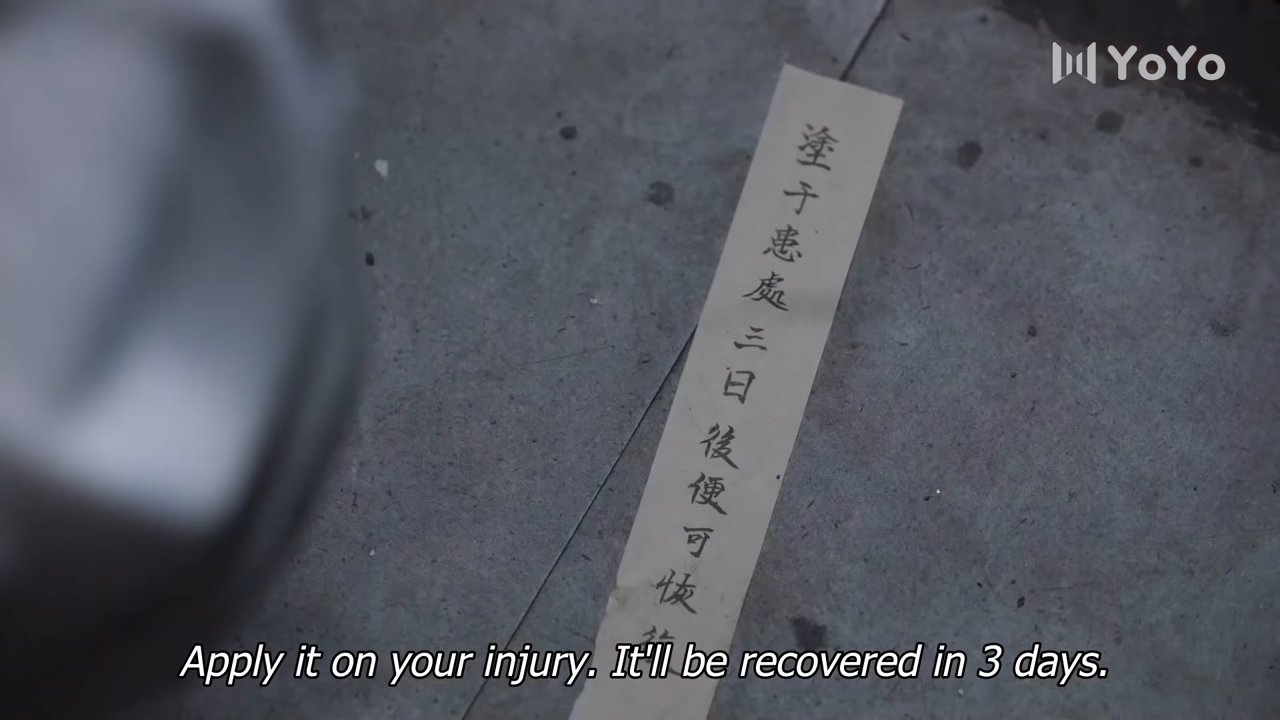 YoYo
塗于患處三日後便可恢
Apply it on your injury. It'll be recovered in 3 days.